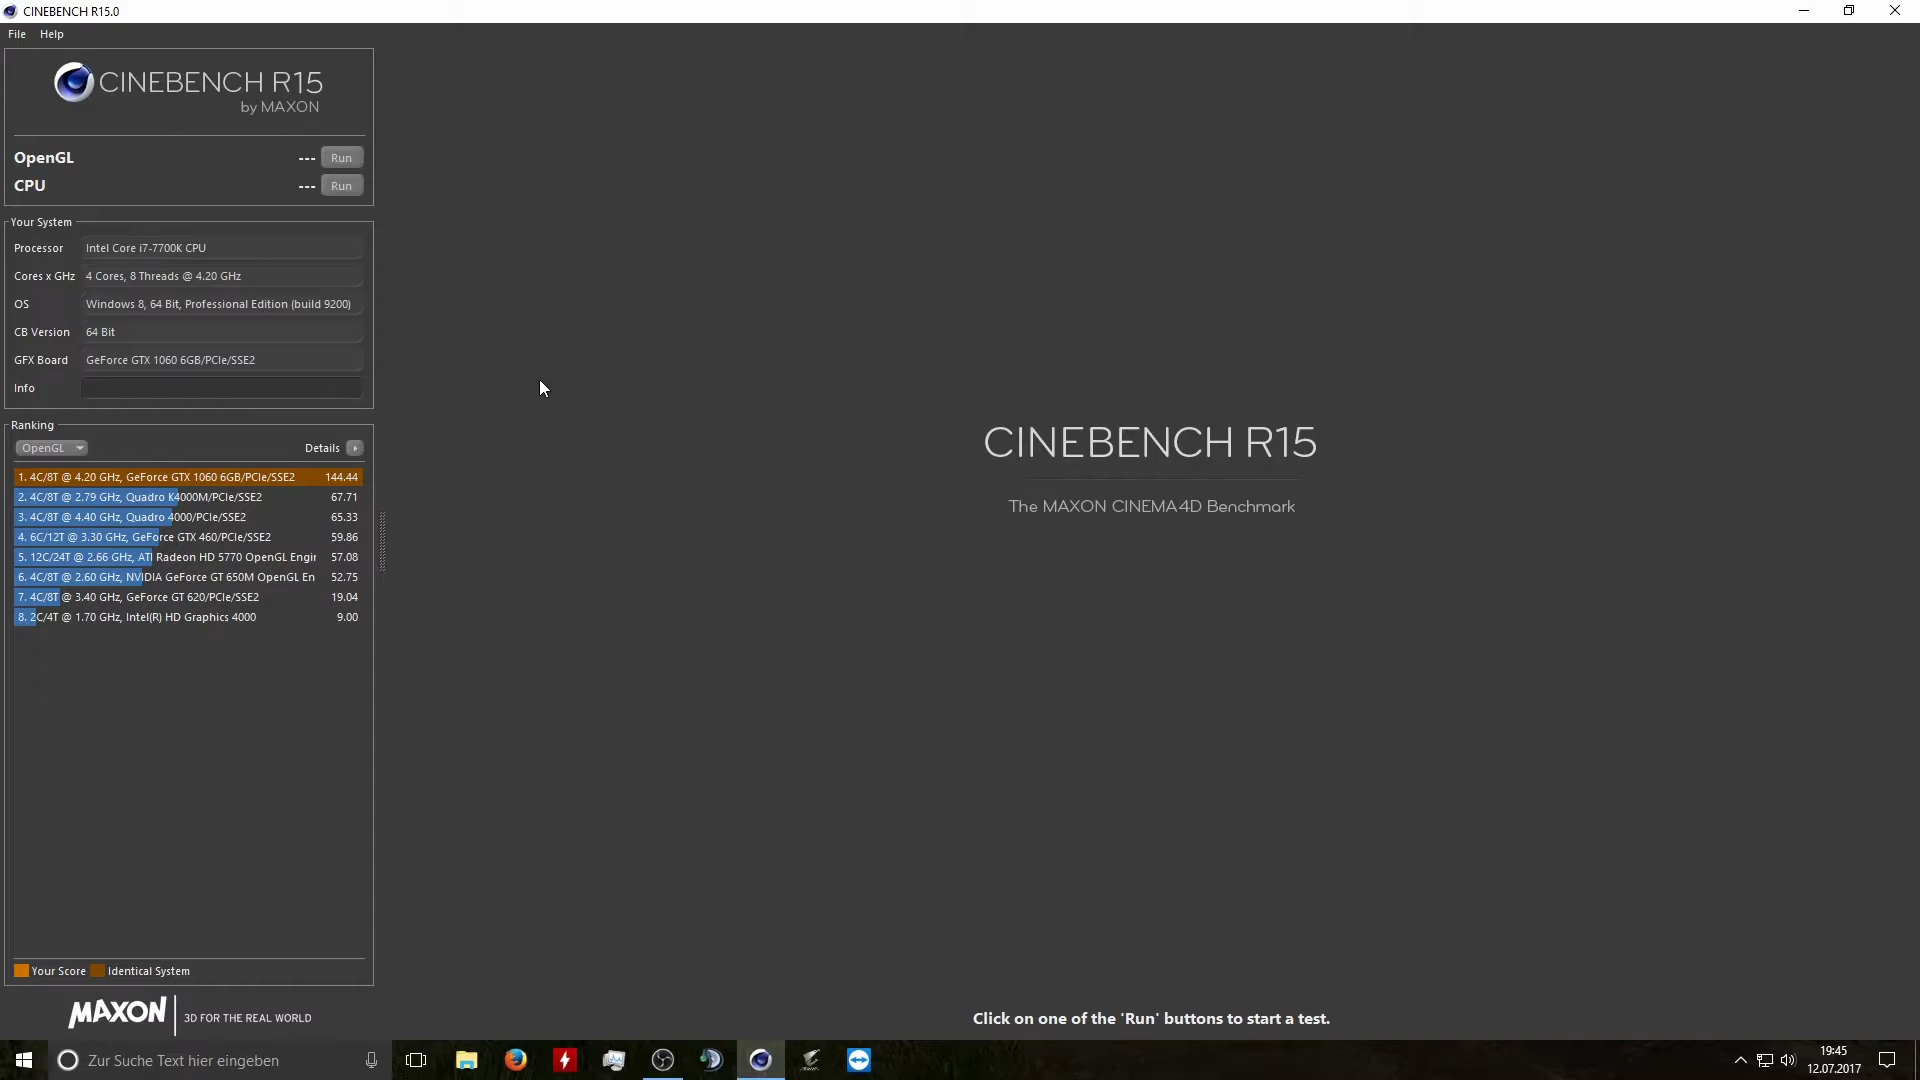 CINEBENCH R15.0
File Help
CINEBENCH R15
by MAXON
OpenGL --- Run
CPU --- Run
Your System
Processor Intel Core i7-7700K CPU
Cores x GHz 4 Cores, 8 Threads @ 4.20 GHz
OS Windows 8, 64 Bit, Professional Edition (build 9200)
CB Version 64 Bit
GFX Board GeForce GTX 1060 6GB/PCIe/SSE2
Info
Ranking
OpenGL Details
1. 4C/8T @ 4.20 GHz, GeForce GTX 1060 6GB/PCIe/SSE2 144.44
2. 4C/8T @ 2.79 GHz, Quadro K4000M/PCIe/SSE2 67.71
3. 4C/8T @ 4.40 GHz, Quadro 4000/PCIe/SSE2 65.33
4. 6C/12T @ 3.30 GHz, GeForce GTX 460/PCIe/SSE2 59.86
5. 12C/24T @ 2.66 GHz, ATI Radeon HD 5770 OpenGL Engir 57.08
6. 4C/8T @ 2.60 GHz, NVIDIA GeForce GT 650M OpenGL En 52.75
7. 4C/8T @ 3.40 GHz, GeForce GT 620/PCIe/SSE2 19.04
8. 2C/4T @ 1.70 GHz, Intel(R) HD Graphics 4000 9.00
Your Score Identical System
MAXON 3D FOR THE REAL WORLD
CINEBENCH R15
The MAXON CINEMA4D Benchmark
Click on one of the 'Run' buttons to start a test.
Zur Suche Text hier eingeben
19:45
12.07.2017